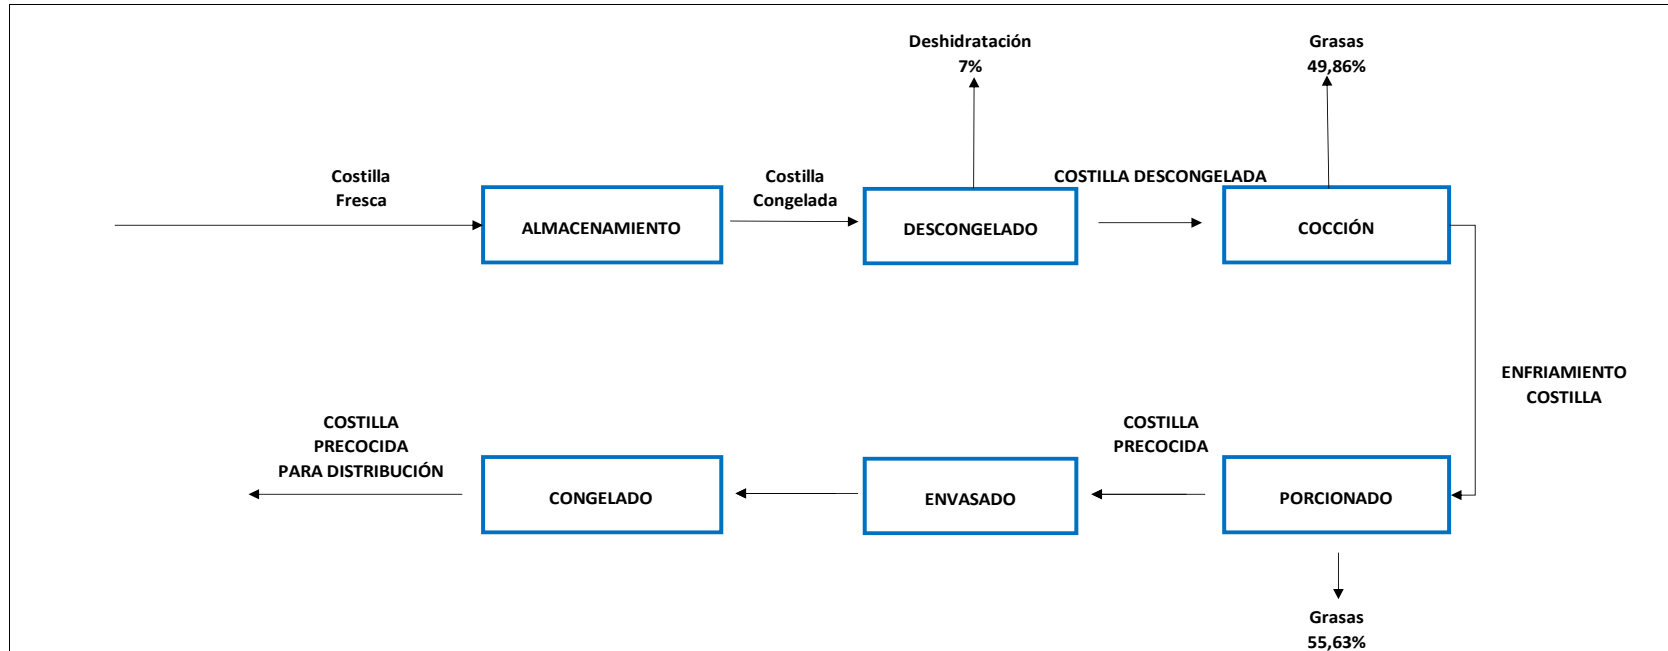 Deshidratación
7%
Grasas
49,86%
Costilla
Fresca
Costilla
Congelada
COSTILLA DESCONGELADA
ALMACENAMIENTO
DESCONGELADO
COCCIÓN
ENFRIAMIENTO
COSTILLA
COSTILLA
PRECOCIDA
PARA DISTRIBUCIÓN
COSTILLA
PRECOCIDA
CONGELADO
ENVASADO
PORCIONADO
Grasas
55,63%